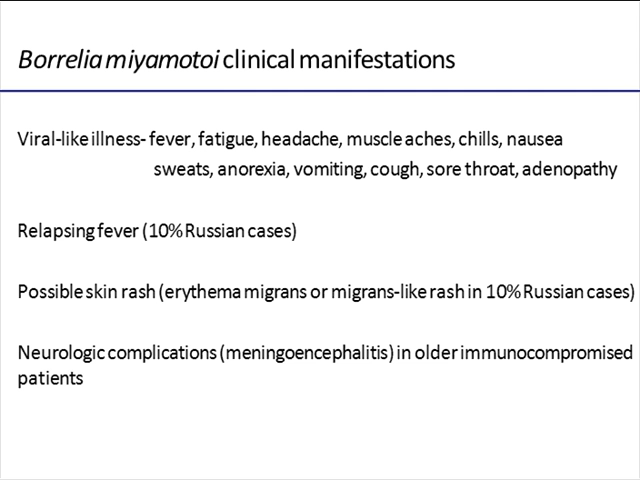 Borrelia miyamotoi clinical manifestations
Viral-like illness- fever, fatigue, headache, muscle aches, chills, nausea
sweats, anorexia, vomiting, cough, sore throat, adenopathy
Relapsing fever (10% Russian cases)
Possible skin rash (erythema migrans or migrans-like rash in 10% Russian cases)
Neurologic complications (meningoencephalitis) in older immunocompromised
patients